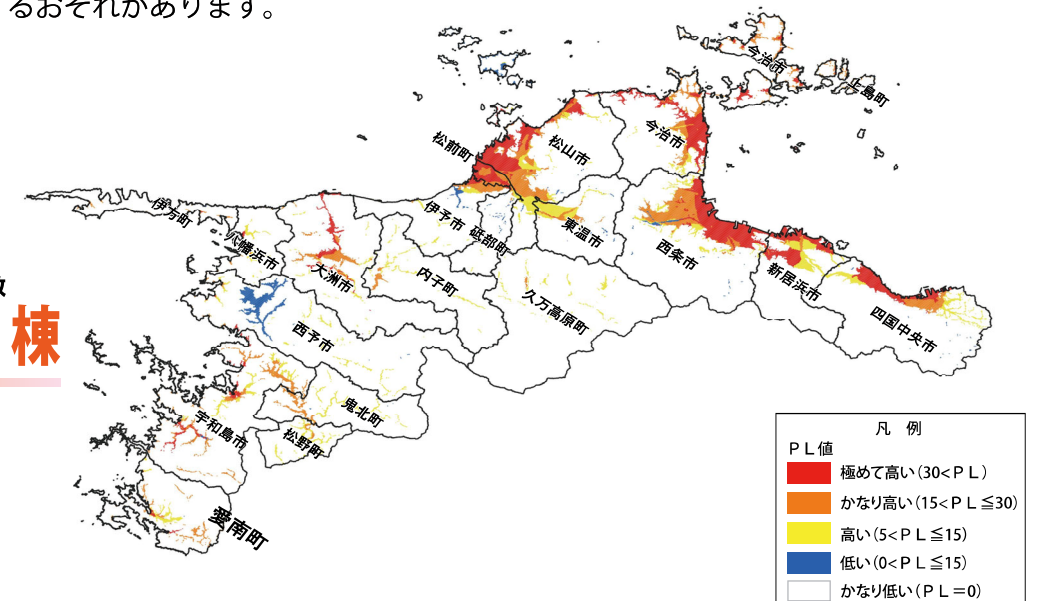 るおそれがあります。
今治市
上島町
松前町
松山市
今治市
伊方町
八幡浜市
大洲市
伊予市
砥部町
東温市
西条市
新居浜市
四国中央市
内子町
久万高原町
西予市
棟
宇和島市
鬼北町
松野町
愛南町
凡 例
ＰＬ値
極めて高い(30<ＰＬ)
かなり高い(15<ＰＬ≦30)
高い(5<ＰＬ≦15)
低い(0<ＰＬ≦15)
かなり低い(ＰＬ＝0)